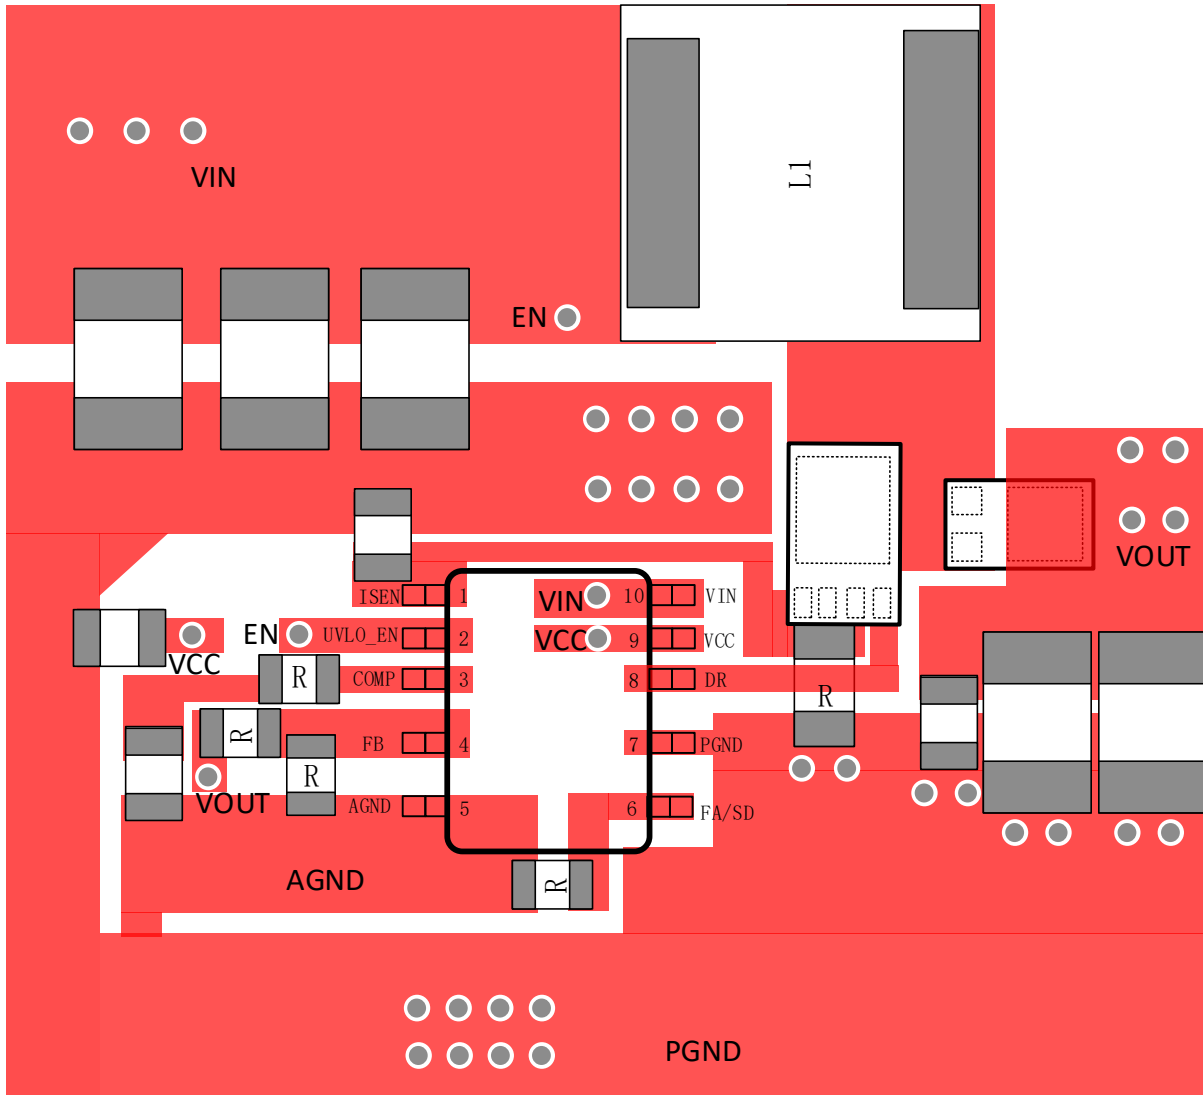 L1
VIN
EN
VOUT
ISEN 1
VIN 10 VIN
EN UVLO_EN 2
VCC 9 VCC
VCC
R COMP 3
8 DR
R
R FB 4
7 PGND
R
VOUT
AGND 5
6 FA/SD
AGND
R
PGND